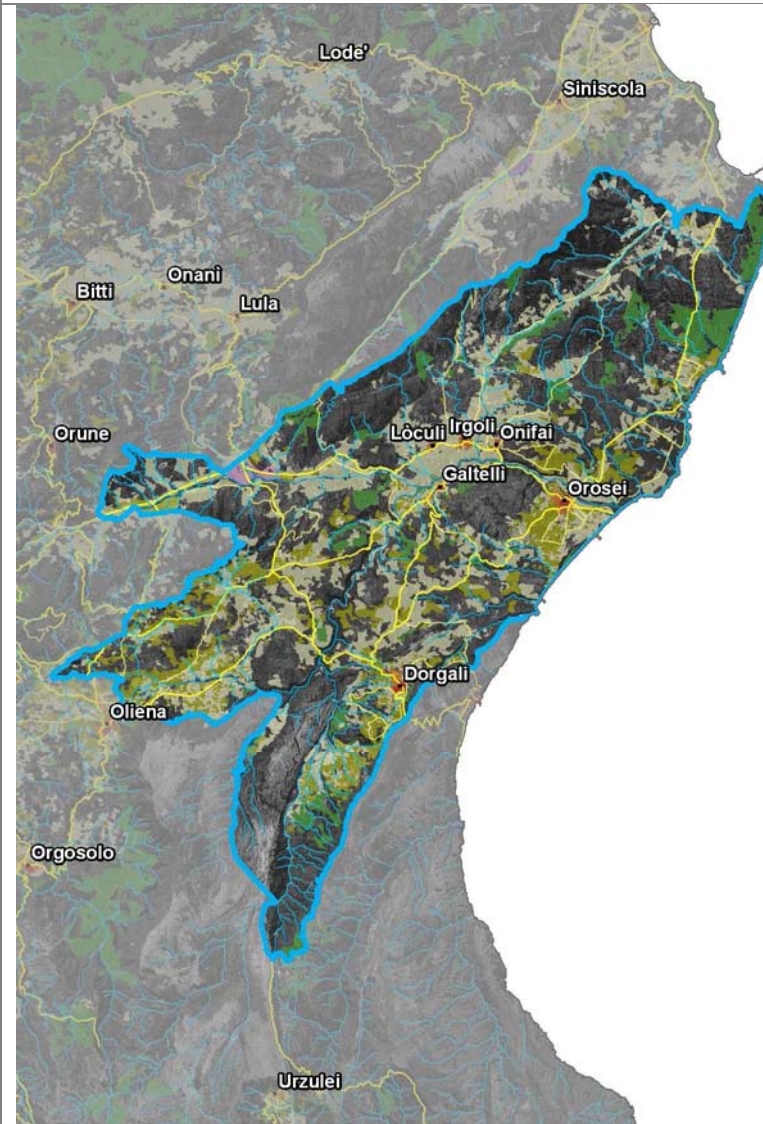 Lode'
Siniscola
Onani
Bitti
Lula
Orune
Lòculi Irgoli Onifai
Galtelli
Orosei
Dorgali
Oliena
Orgosolo
Urzulei